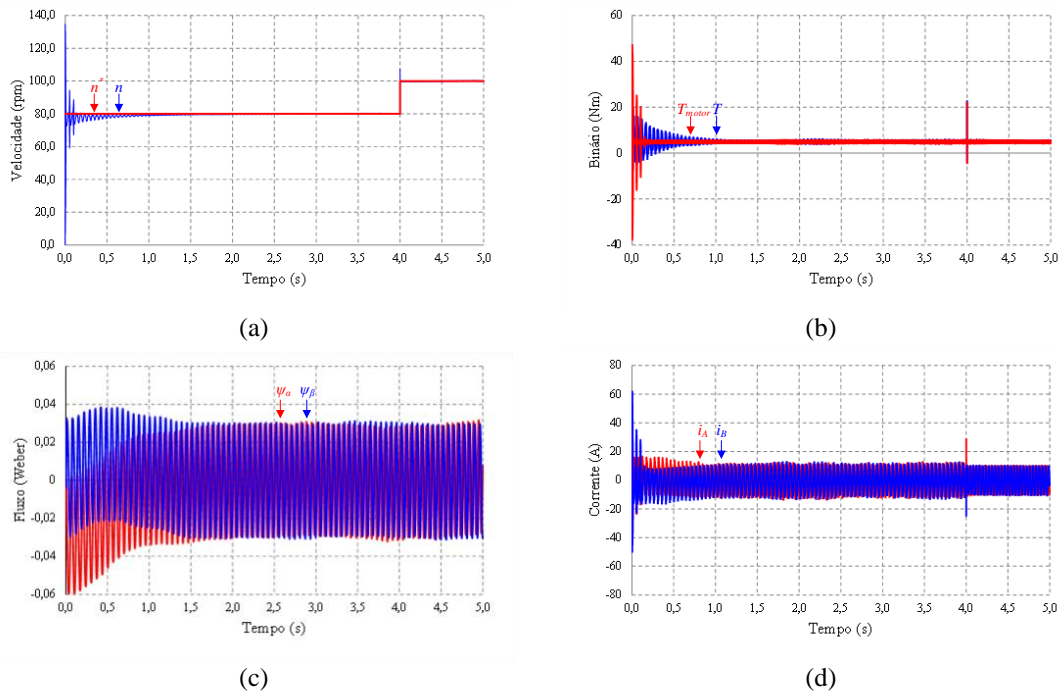 140,0
120,0
100,0
80,0
60,0
40,0
20,0
0,0
Velocidade (rpm)
n* n
0,0 0,5 1,0 1,5 2,0 2,5 3,0 3,5 4,0 4,5 5,0
Tempo (s)
(a)
60
40
20
0
-20
-40
Binário (Nm)
Tmotor T
0,0 0,5 1,0 1,5 2,0 2,5 3,0 3,5 4,0 4,5 5,0
Tempo (s)
(b)
0,06
0,04
0,02
0
-0,02
-0,04
-0,06
Fluxo (Weber)
ψα ψβ
0,0 0,5 1,0 1,5 2,0 2,5 3,0 3,5 4,0 4,5 5,0
Tempo (s)
(c)
80
60
40
20
0
-20
-40
-60
-80
Corrente (A)
iA iB
0,0 0,5 1,0 1,5 2,0 2,5 3,0 3,5 4,0 4,5 5,0
Tempo (s)
(d)